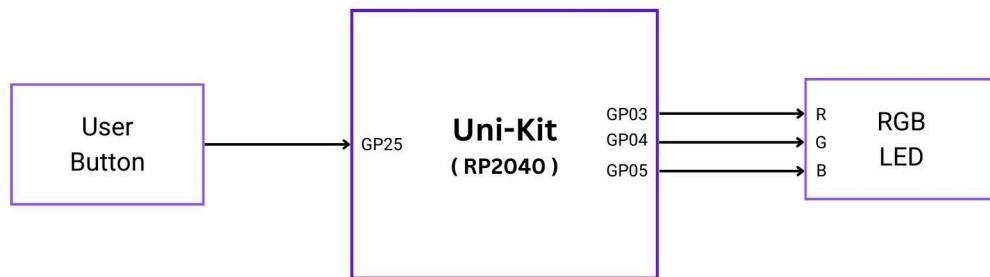 User
Button
GP25
Uni-Kit
( RP2040 )
GP03
GP04
GP05
R
G
B
RGB
LED